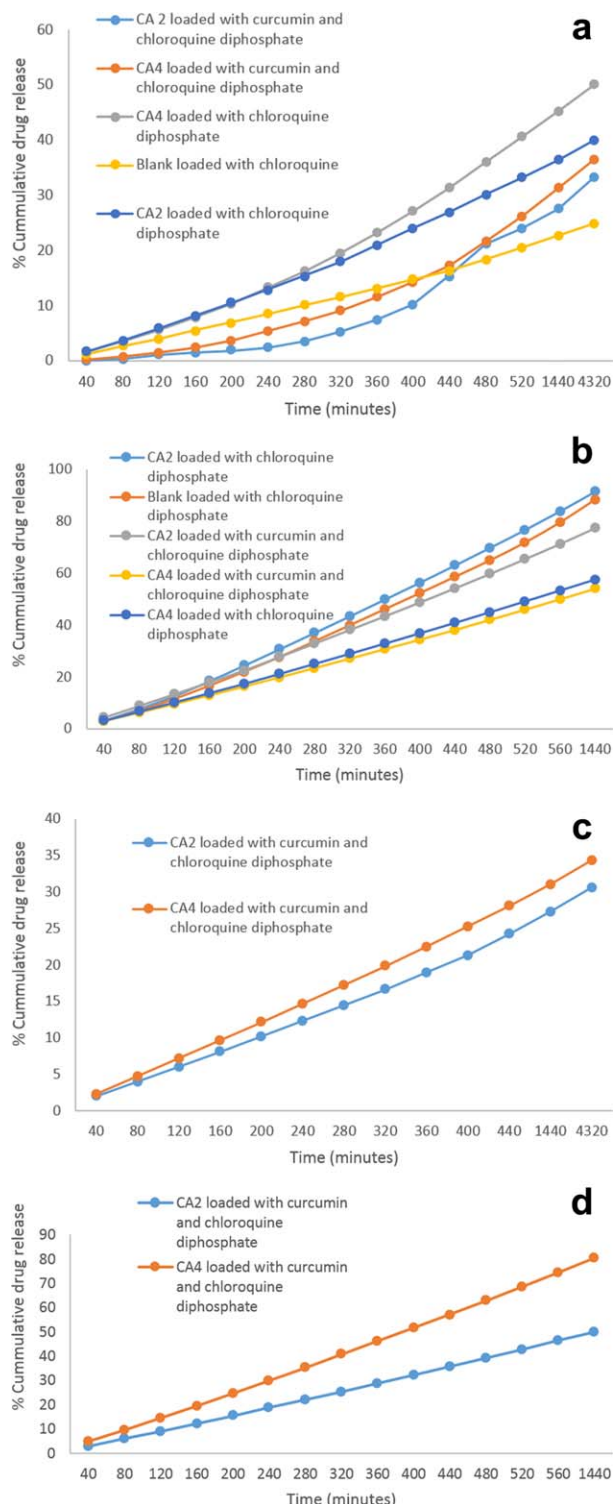 a
CA 2 loaded with curcumin and
chloroquine diphosphate
CA4 loaded with curcumin and
chloroquine diphosphate
CA4 loaded with chloroquine
diphosphate
Blank loaded with chloroquine
CA2 loaded with chloroquine
diphosphate
% Cummulative drug release
60
50
40
30
20
10
0
40 80 120 160 200 240 280 320 360 400 440 480 520 1440 4320
Time (minutes)
b
CA2 loaded with chloroquine
diphosphate
Blank loaded with chloroquine
diphosphate
CA2 loaded with curcumin and
chloroquine diphosphate
CA4 loaded with curcumin and
chloroquine diphosphate
CA4 loaded with chloroquine
diphosphate
% Cummulative drug release
100
80
60
40
20
0
40 80 120 160 200 240 280 320 360 400 440 480 520 560 1440
Time (minutes)
c
CA2 loaded with curcumin and
chloroquine diphosphate
CA4 loaded with curcumin and
chloroquine diphosphate
% Cummulative drug release
40
35
30
25
20
15
10
5
0
40 80 120 160 200 240 280 320 360 400 440 1440 4320
Time (minutes)
d
CA2 loaded with curcumin
and chloroquine
diphosphate
CA4 loaded with curcumin
and chloroquine
diphosphate
% Cummulative drug release
90
80
70
60
50
40
30
20
10
0
40 80 120 160 200 240 280 320 360 400 440 480 520 560 1440
Time (minutes)